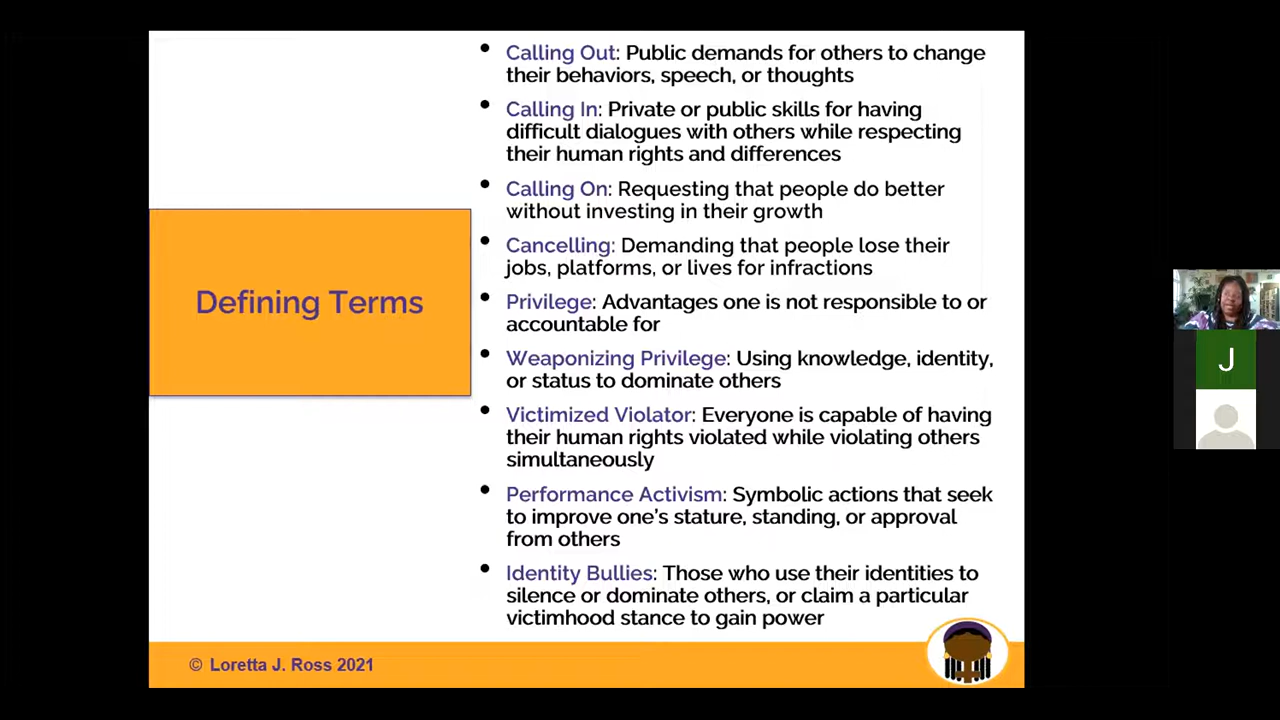 Defining Terms
• Calling Out: Public demands for others to change
their behaviors, speech, or thoughts
• Calling In: Private or public skills for having
difficult dialogues with others while respecting
their human rights and differences
• Calling On: Requesting that people do better
without investing in their growth
• Cancelling: Demanding that people lose their
jobs, platforms, or lives for infractions
• Privilege: Advantages one is not responsible to or
accountable for
• Weaponizing Privilege: Using knowledge, identity,
or status to dominate others
• Victimized Violator: Everyone is capable of having
their human rights violated while violating others
simultaneously
• Performance Activism: Symbolic actions that seek
to improve one's stature, standing, or approval
from others
• Identity Bullies: Those who use their identities to
silence or dominate others, or claim a particular
victimhood stance to gain power
© Loretta J. Ross 2021
J